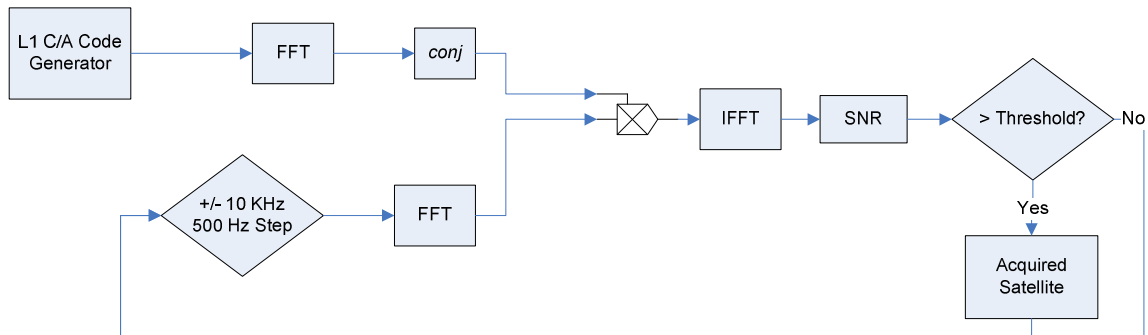 L1 C/A Code
Generator
FFT
conj
IFFT
SNR
> Threshold?
No
+/- 10 KHz
500 Hz Step
FFT
Yes
Acquired
Satellite